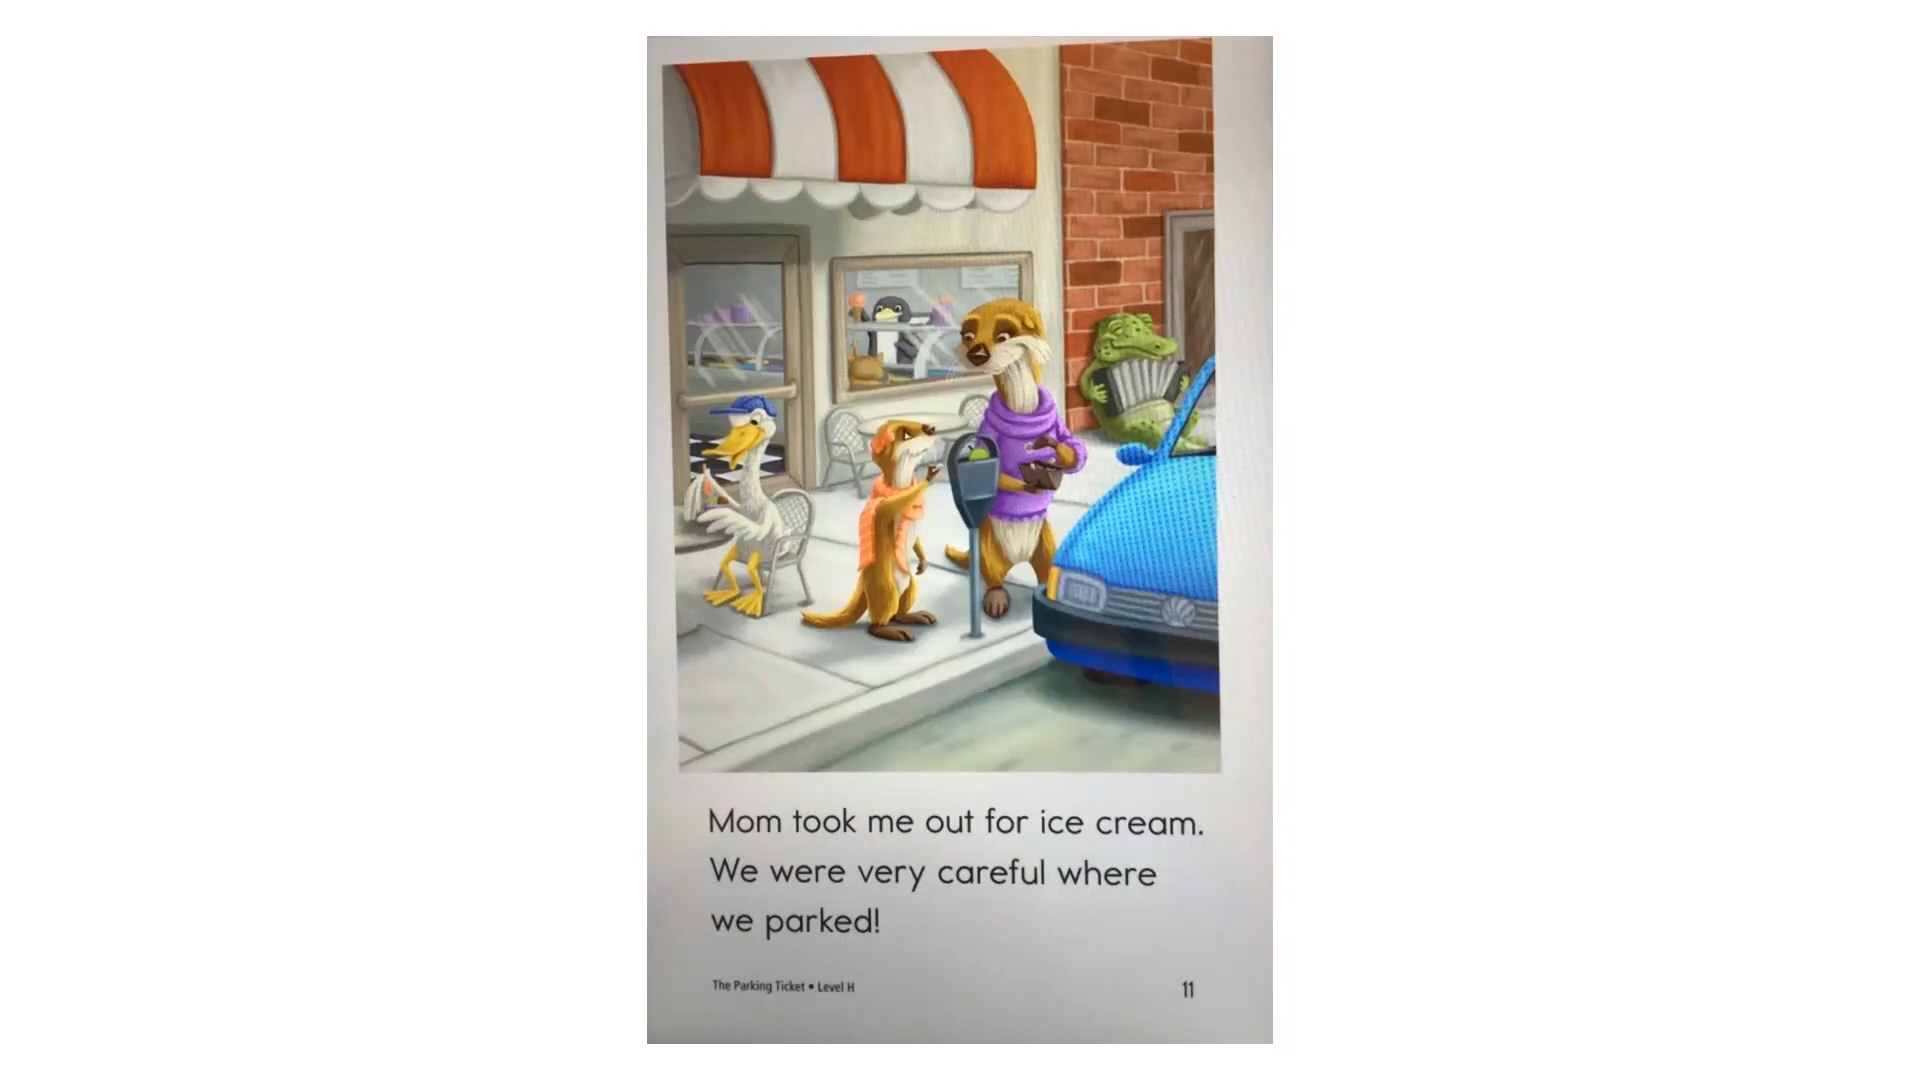 Mom took me out for ice cream.
We were very careful where
we parked!
The Parking Ticket • Level H
11